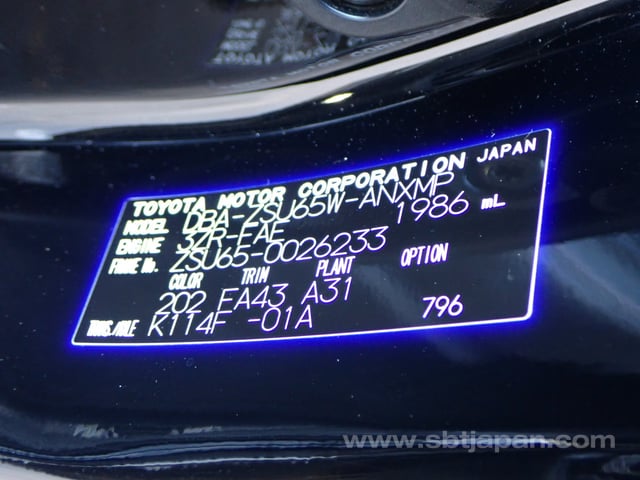 TOYOTA MOTOR CORPORATION JAPAN
MODEL DBA-ZSU65W-ANXMP
ENGINE 3ZR-FAE 1986 mL
FRAME No. ZSU65-0026233
COLOR TRIM PLANT OPTION
202 FA43 A31
TRANS./AXLE K114F -01A 796
www.sbtjapan.com